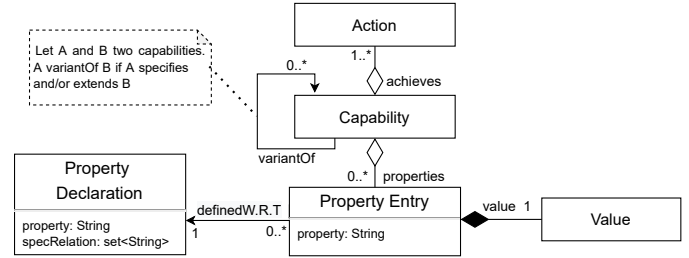 Action
Let A and B two capabilities.
A variantOf B if A specifies
and/or extends B
0..*
1..*
achieves
Capability
variantOf
0..*
properties
Property
Declaration
property: String
specRelation: set<String>
definedW.R.T
1
0..*
Property Entry
property: String
value 1
Value